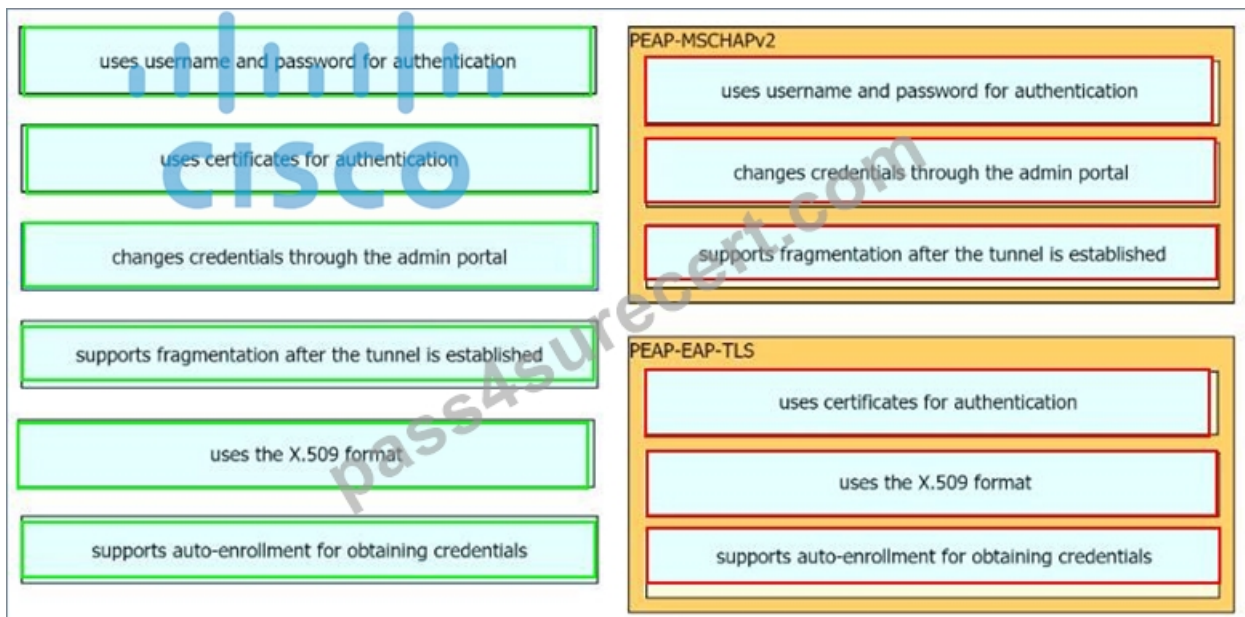 uses username and password for authentication
uses certificates for authentication
CISCO
changes credentials through the admin portal
supports fragmentation after the tunnel is established
uses the X.509 format
supports auto-enrollment for obtaining credentials
PEAP-MSCHAPv2
uses username and password for authentication
changes credentials through the admin portal
supports fragmentation after the tunnel is established
PEAP-EAP-TLS
uses certificates for authentication
uses the X.509 format
supports auto-enrollment for obtaining credentials
pass4surecert.com